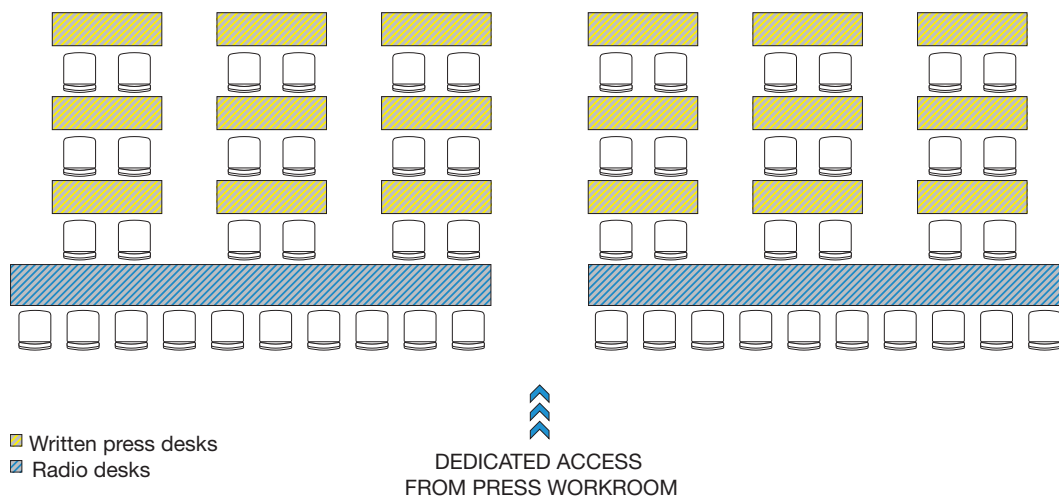 Written press desks
Radio desks
DEDICATED ACCESS
FROM PRESS WORKROOM